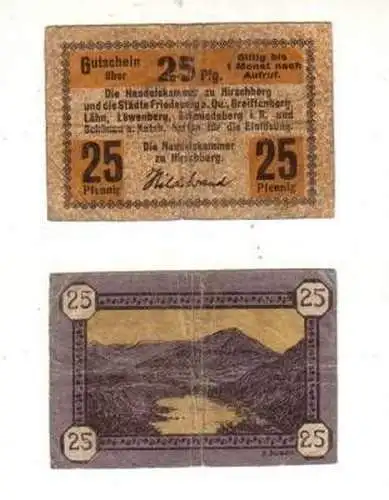 Gutschein
über
25 Pfg.
Gültig bis
1 Monat nach
Aufruf.
Die Handelskammer zu Hirschberg
und die Städte Friedeberg a. Qu., Greiffenberg,
Lähn, Löwenberg, Schmiedeberg i. R. und
Schönau a. Katzb. haften für die Einlösung.
Die Handelskammer
zu Hirschberg.
25
Pfennig
25
Pfennig
25
25
25
25